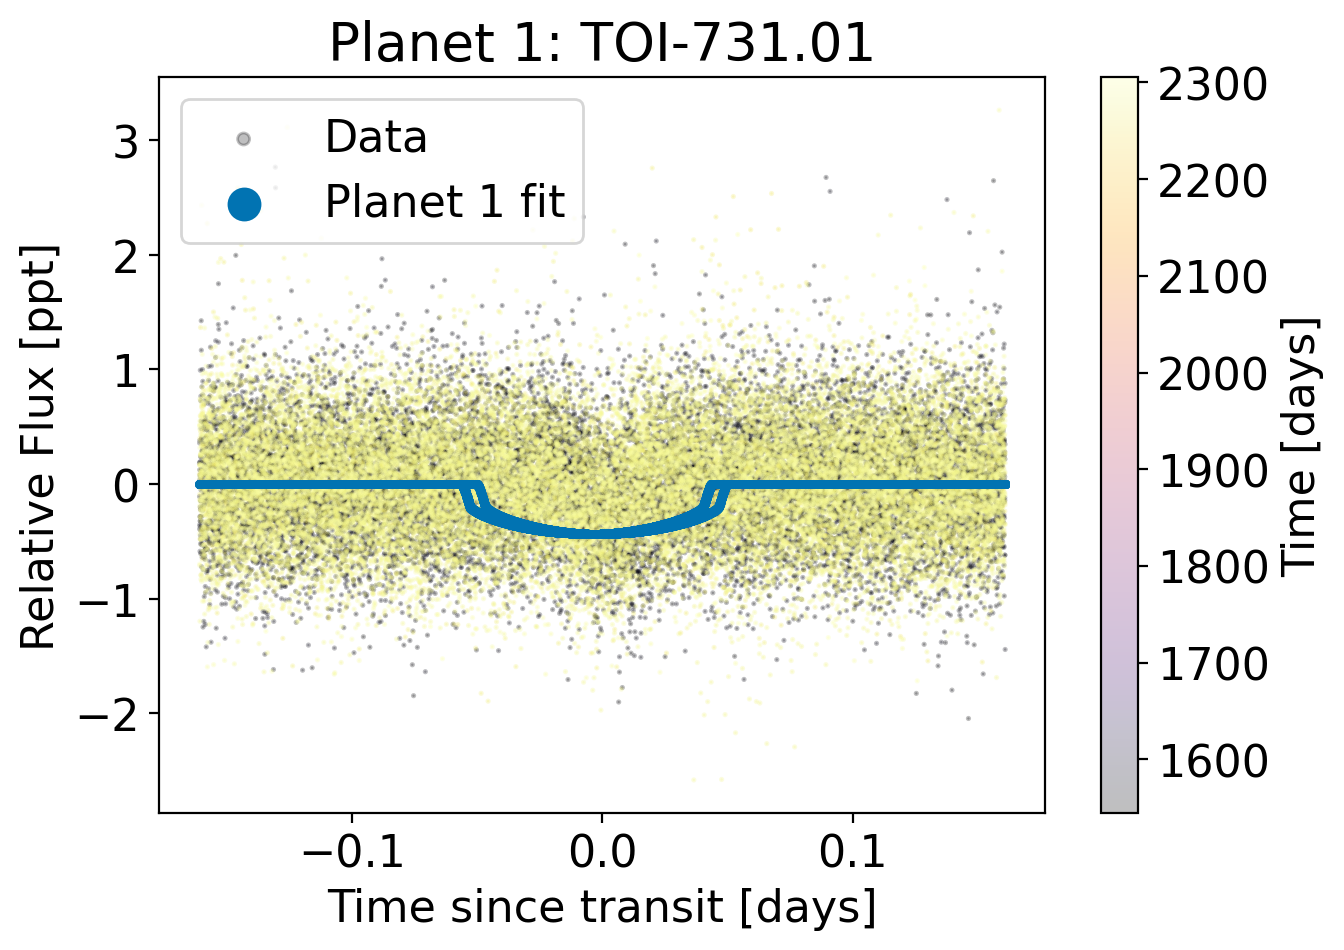 Planet 1: TOI-731.01
Data
Planet 1 fit
3
2
1
0
−1
−2
Relative Flux [ppt]
−0.1
0.0
0.1
Time since transit [days]
2300
2200
2100
2000
1900
1800
1700
1600
Time [days]